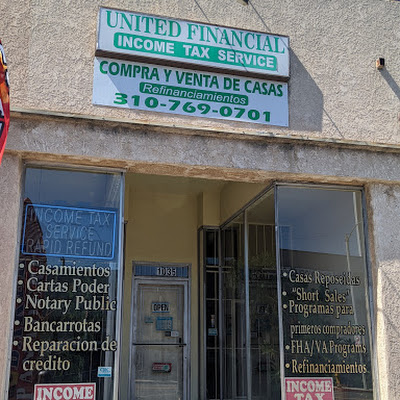 UNITED FINANCIAL
INCOME TAX SERVICE
COMPRA Y VENTA DE CASAS
Refinanciamientos
310-769-0701
INCOME TAX
SERVICE
RAPID REFUND
• Casamientos
• Cartas Poder
• Notary Public
• Bancarrotas
• Reparacion de
credito
INCOME
1035
OPEN
• Casas Reposeidas
• "Short Sales"
• Programas para
primeros compradores
• FHA/VA Programs
• Refinanciamientos
INCOME
TAX